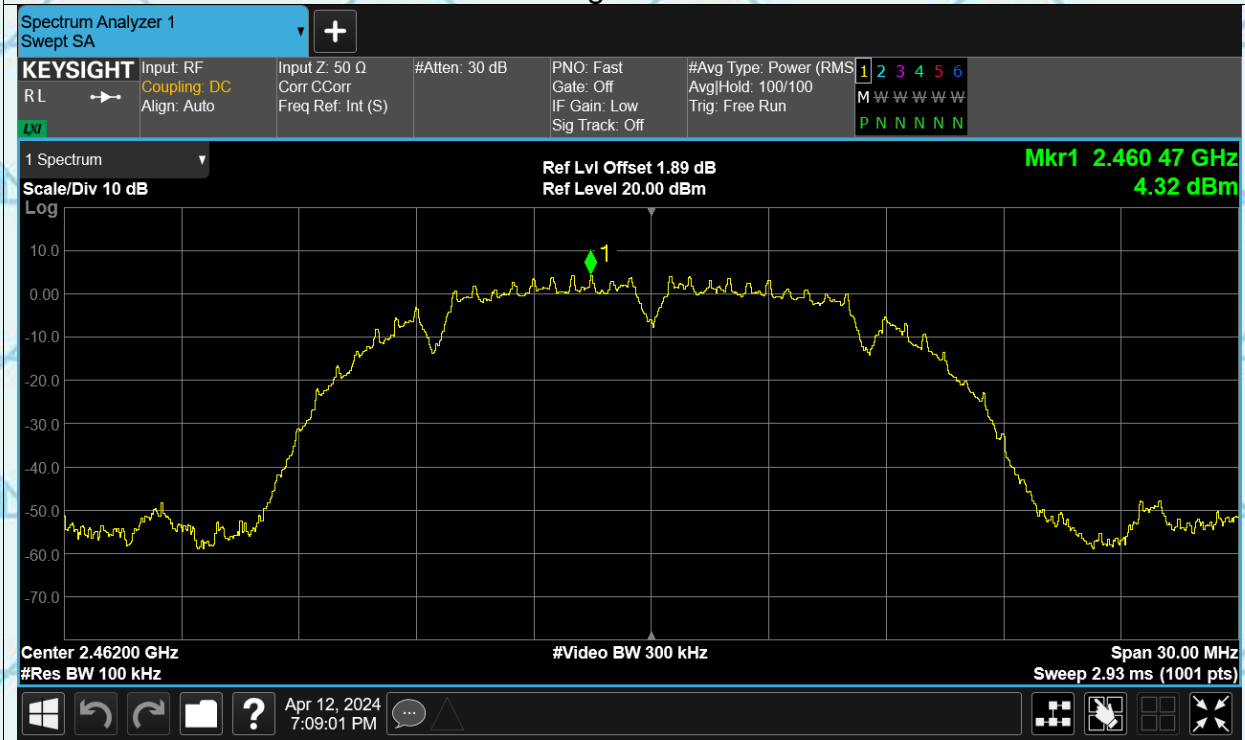 Spectrum Analyzer 1
Swept SA
+
KEYSIGHT
R L
LXI
Input: RF
Coupling: DC
Align: Auto
Input Z: 50 Ω
Corr CCorr
Freq Ref: Int (S)
#Atten: 30 dB
PNO: Fast
Gate: Off
IF Gain: Low
Sig Track: Off
#Avg Type: Power (RMS
Avg|Hold: 100/100
Trig: Free Run
1 2 3 4 5 6
M W W W W W
P N N N N N
1 Spectrum
Scale/Div 10 dB
Log
Ref Lvl Offset 1.89 dB
Ref Level 20.00 dBm
Mkr1 2.460 47 GHz
4.32 dBm
1
10.0
0.00
-10.0
-20.0
-30.0
-40.0
-50.0
-60.0
-70.0
Center 2.46200 GHz
#Video BW 300 kHz
Span 30.00 MHz
#Res BW 100 kHz
Sweep 2.93 ms (1001 pts)
?
Apr 12, 2024
7:09:01 PM